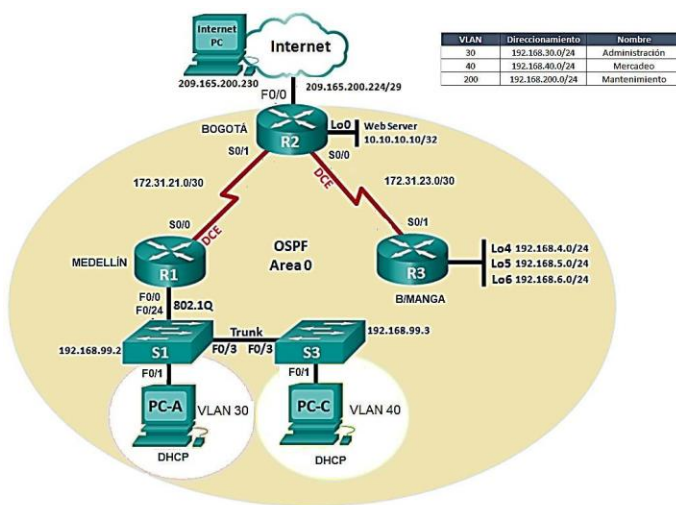 Internet
PC
Internet
209.165.200.230
209.165.200.224/29
F0/0
VLAN Direccionamiento Nombre
30 192.168.30.0/24 Administración
40 192.168.40.0/24 Mercadeo
200 192.168.200.0/24 Mantenimiento
BOGOTÁ
R2
Lo0
Web Server
10.10.10.10/32
S0/1
S0/0
DCE
172.31.21.0/30
172.31.23.0/30
S0/0
DCE
S0/1
MEDELLÍN
R1
OSPF
Area 0
R3
B/MANGA
Lo4 192.168.4.0/24
Lo5 192.168.5.0/24
Lo6 192.168.6.0/24
F0/0
F0/24
802.1Q
Trunk
192.168.99.2
S1
F0/3
F0/3
S3
192.168.99.3
F0/1
F0/1
PC-A
VLAN 30
DHCP
PC-C
VLAN 40
DHCP